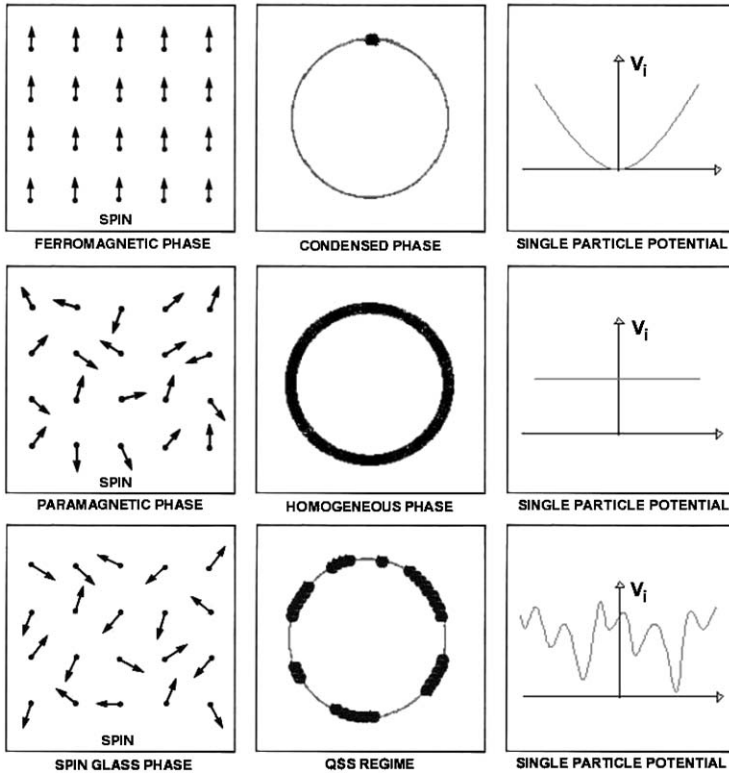 SPIN
FERROMAGNETIC PHASE
CONDENSED PHASE
Vi
SINGLE PARTICLE POTENTIAL
SPIN
PARAMAGNETIC PHASE
HOMOGENEOUS PHASE
Vi
SINGLE PARTICLE POTENTIAL
SPIN
SPIN GLASS PHASE
QSS REGIME
Vi
SINGLE PARTICLE POTENTIAL